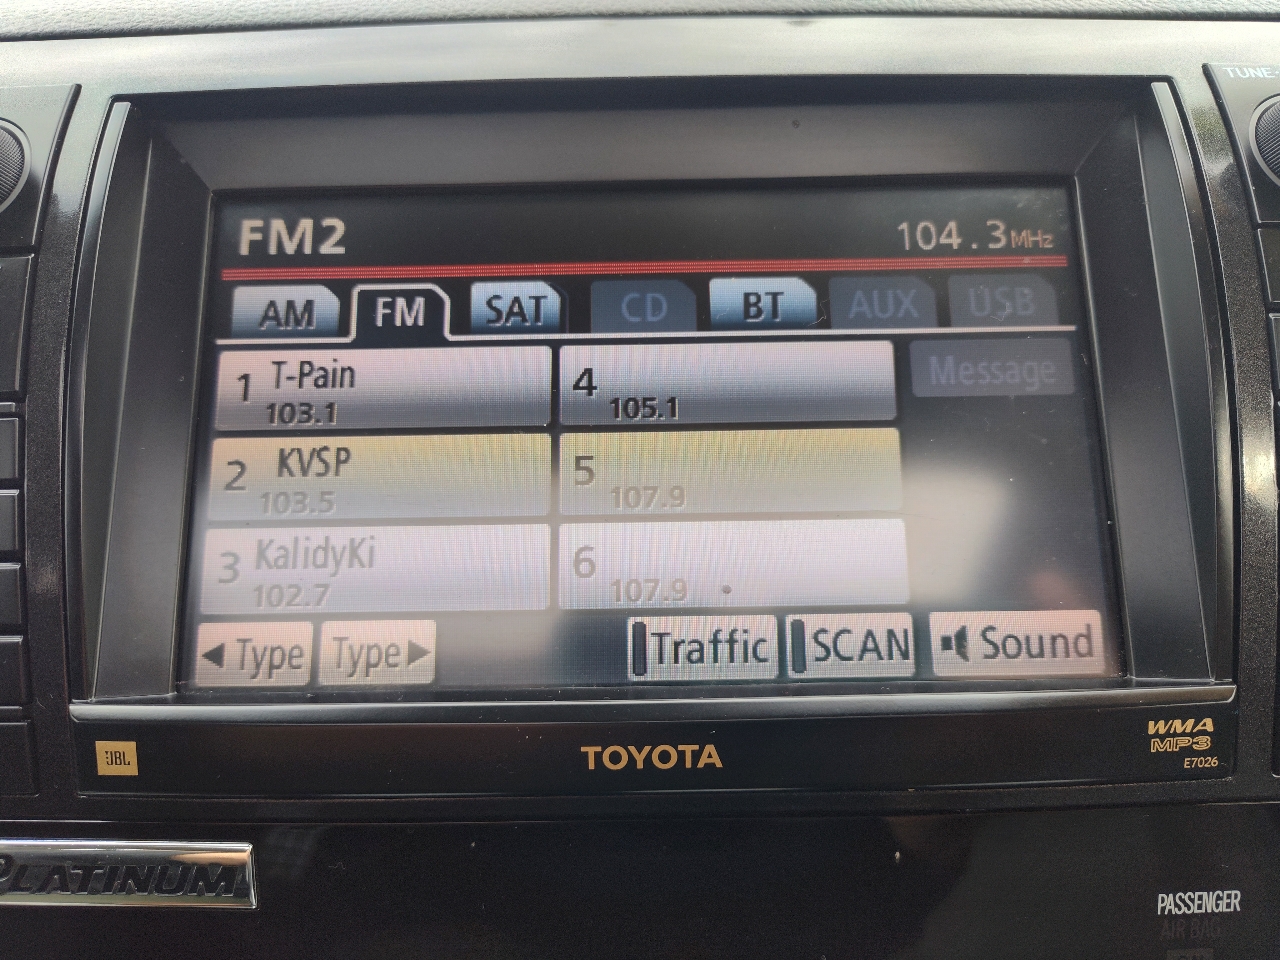 TUNE
FM2 104.3MHz
AM FM SAT CD BT AUX USB
1 T-Pain 103.1
4 105.1
Message
2 KVSP 103.5
5 107.9
3 KalidyKi 102.7
6 107.9
◀Type Type▶ Traffic SCAN Sound
JBL
TOYOTA
WMA
MP3
E7026
PLATINUM
PASSENGER
AIR BAG